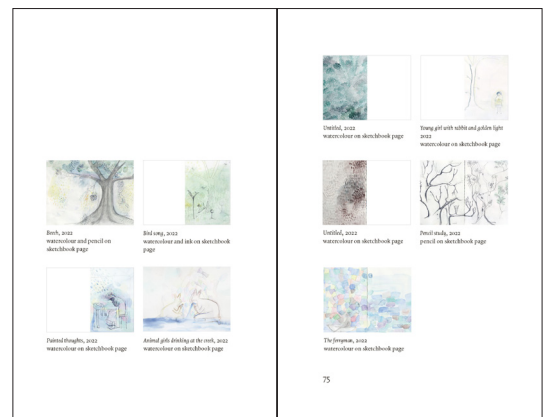 Beech, 2022
watercolour and pencil on
sketchbook page
Bird song, 2022
watercolour and ink on sketchbook
page
Painted thoughts, 2022
watercolour on sketchbook page
Animal girls drinking at the creek, 2022
watercolour on sketchbook page
Untitled, 2022
watercolour on sketchbook page
Young girl with rabbit and golden light
2022
watercolour on sketchbook page
Untitled, 2022
watercolour on sketchbook page
Pencil study, 2022
pencil on sketchbook page
The ferryman, 2022
watercolour on sketchbook page
75